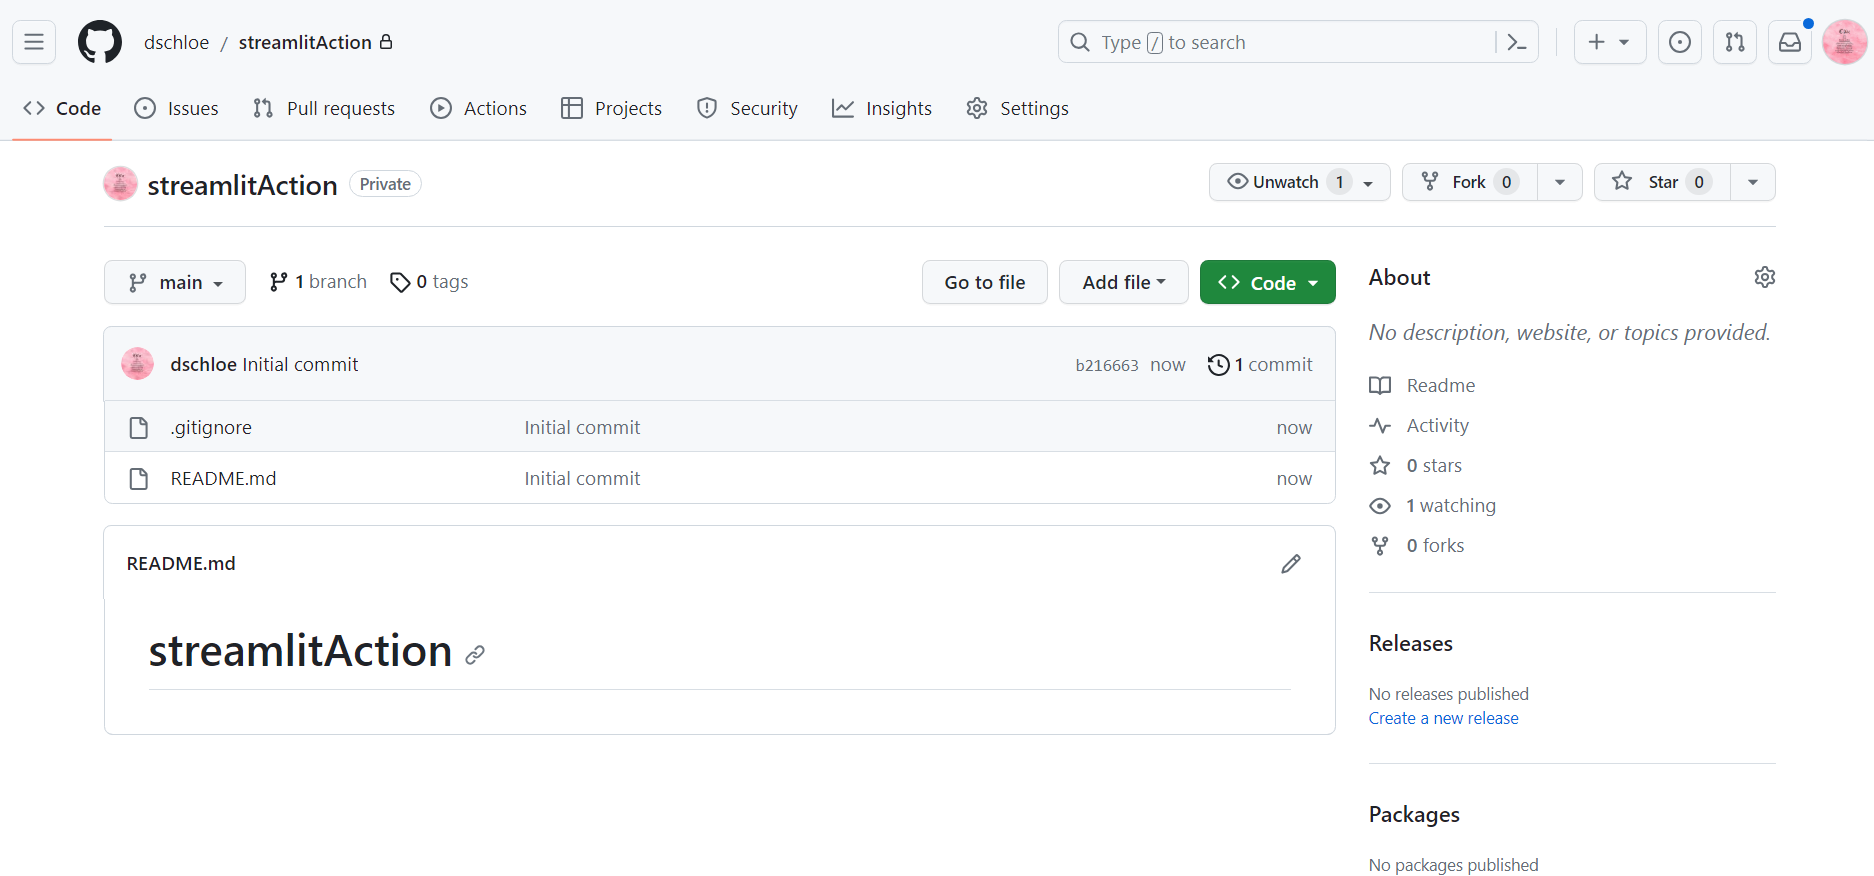 dschloe / streamlitAction
Type / to search
Code
Issues
Pull requests
Actions
Projects
Security
Insights
Settings
streamlitAction
Private
Unwatch 1
Fork 0
Star 0
main
1 branch
0 tags
Go to file
Add file
Code
dschloe Initial commit
b216663 now
1 commit
.gitignore
Initial commit
now
README.md
Initial commit
now
README.md
streamlitAction
About
No description, website, or topics provided.
Readme
Activity
0 stars
1 watching
0 forks
Releases
No releases published
Create a new release
Packages
No packages published